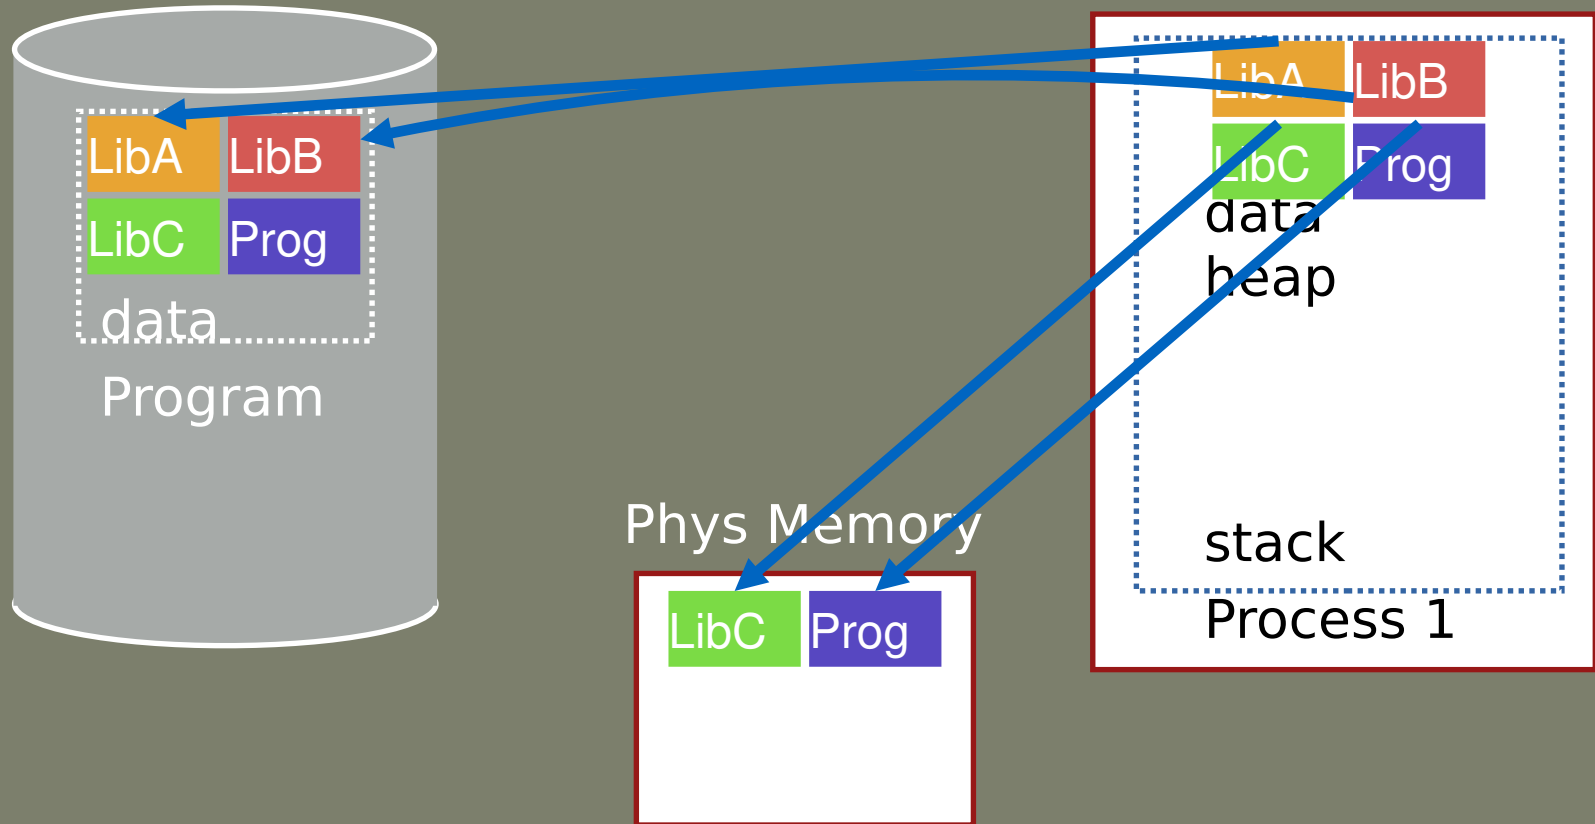 LibA LibB
LibC Prog
data
Program
Phys Memory
LibC Prog
LibA LibB
LibC Prog
data
heap
stack
Process 1